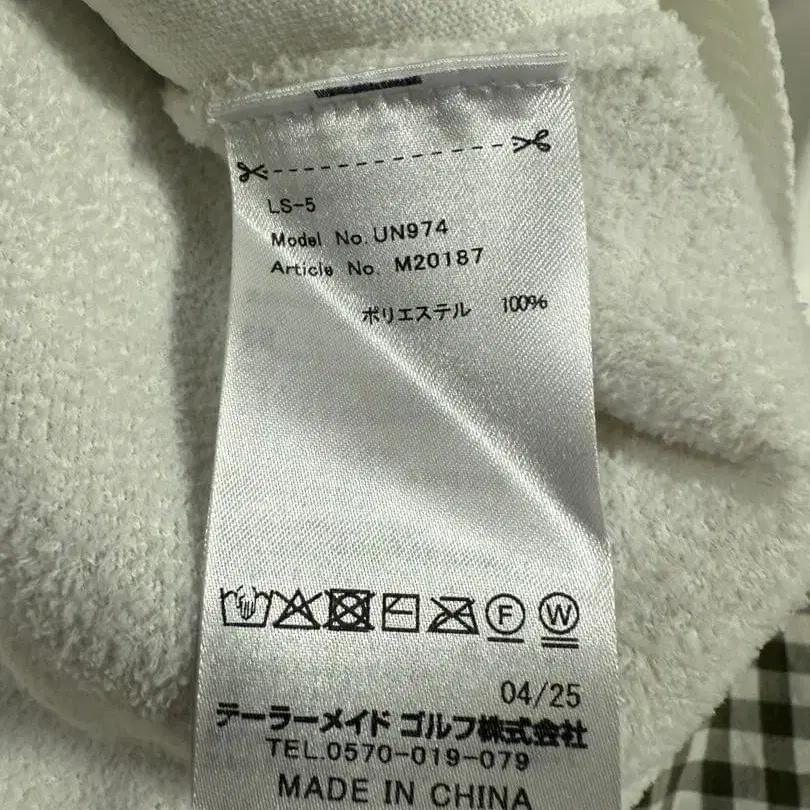 LS-5
Model No. UN974
Article No. M20187
ポリエステル 100%
F W
04/25
テーラーメイド ゴルフ株式会社
TEL.0570-019-079
MADE IN CHINA